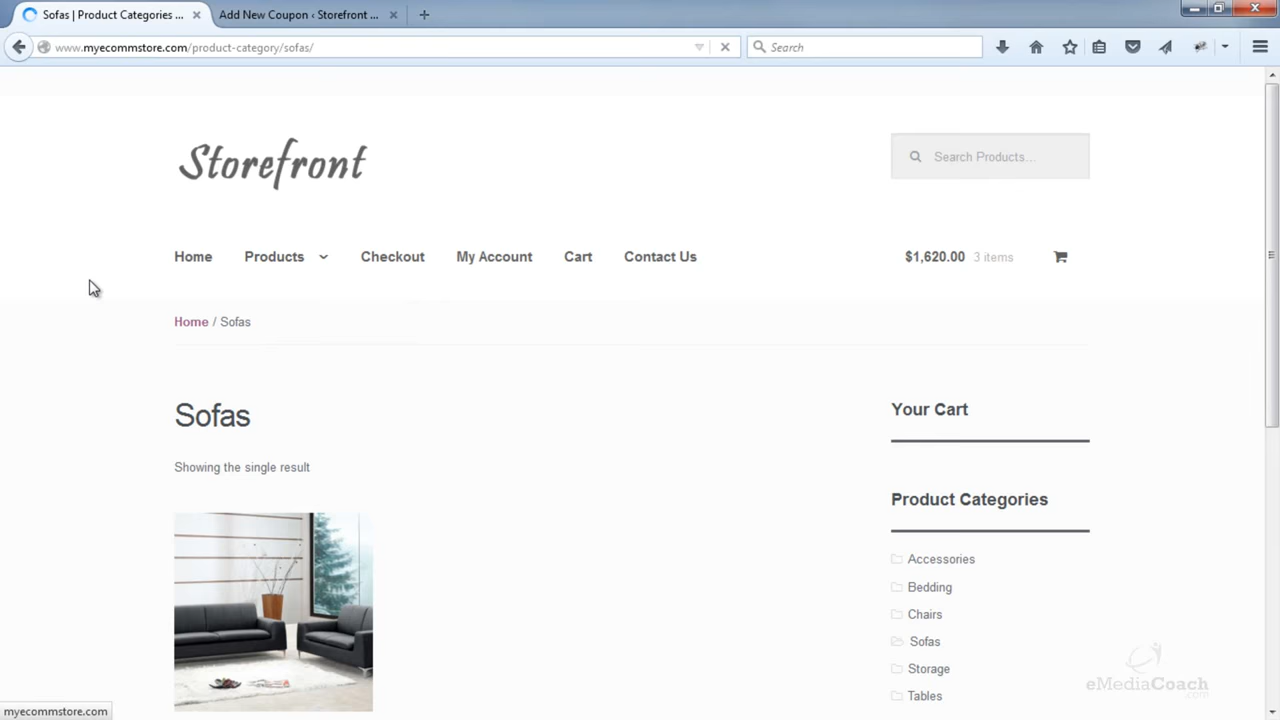 Sofas | Product Categories ...
Add New Coupon ‹ Storefront ...
www.myecommstore.com/product-category/sofas/
Search
Storefront
Search Products...
Home
Products
Checkout
My Account
Cart
Contact Us
$1,620.00 3 items
Home / Sofas
Sofas
Showing the single result
Your Cart
Product Categories
Accessories
Bedding
Chairs
Sofas
Storage
Tables
eMediaCoach
.com
myecommstore.com